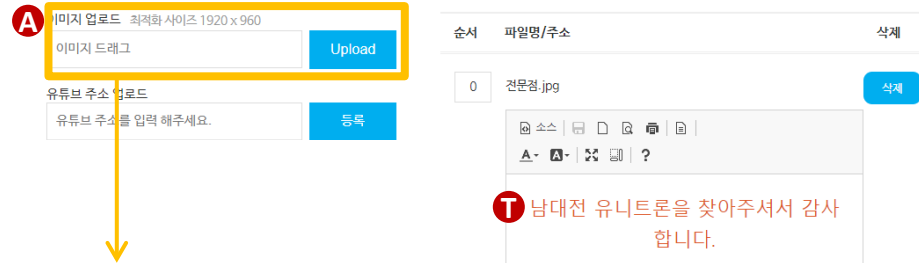 A
이미지 업로드 최적화 사이즈 1920 x 960
이미지 드래그
Upload
유튜브 주소 업로드
유튜브 주소를 입력 해주세요.
등록
순서 파일명/주소 삭제
0 전문점.jpg 삭제
소스
A A ?
T
남대전 유니트론을 찾아주셔서 감사
합니다.